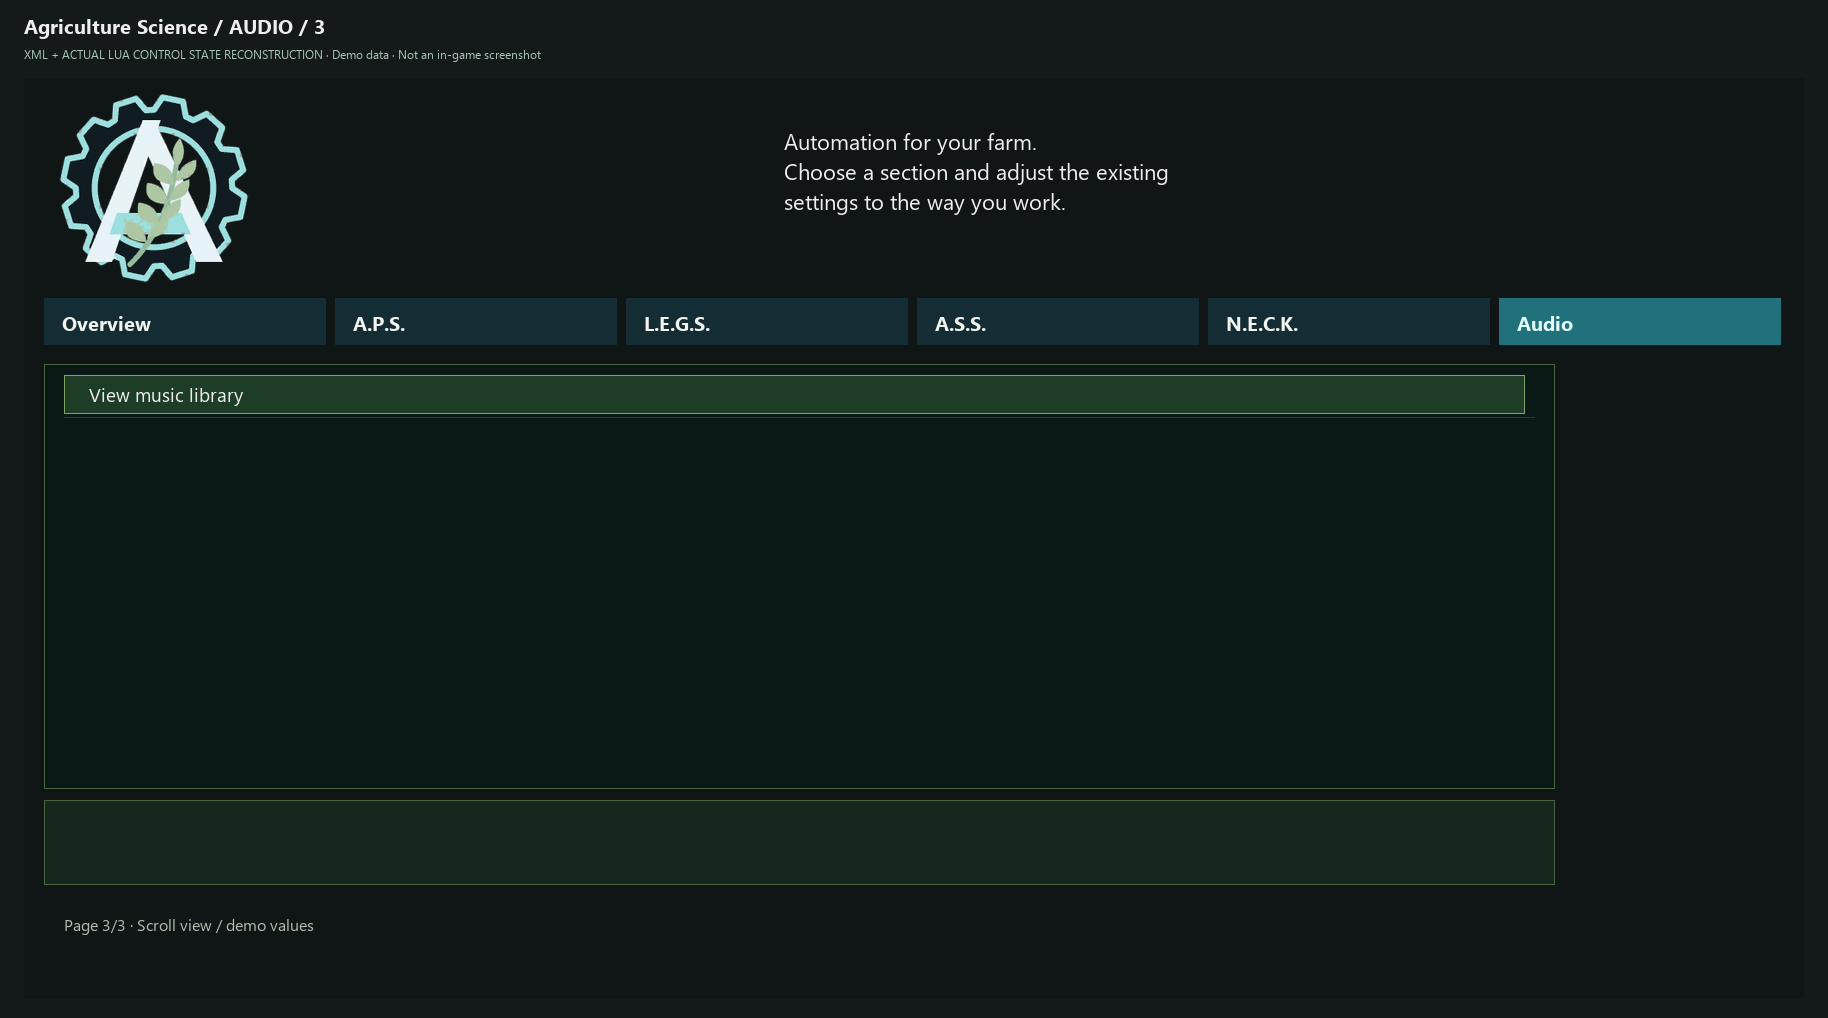 Agriculture Science / AUDIO / 3
XML + ACTUAL LUA CONTROL STATE RECONSTRUCTION · Demo data · Not an in-game screenshot
A
Automation for your farm.
Choose a section and adjust the existing
settings to the way you work.
Overview
A.P.S.
L.E.G.S.
A.S.S.
N.E.C.K.
Audio
View music library
Page 3/3 · Scroll view / demo values